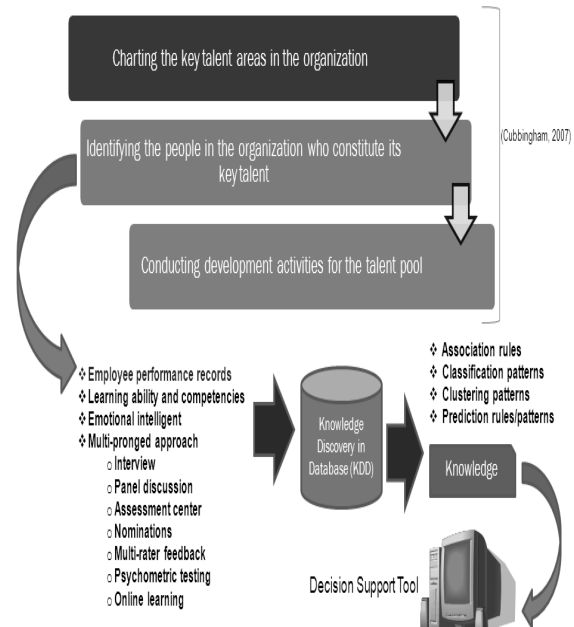 Charting the key talent areas in the organization
(Cubbingham, 2007)
Identifying the people in the organization who constitute its
key talent
Conducting development activities for the talent pool
❖ Employee performance records
❖ Learning ability and competencies
❖ Emotional intelligent
❖ Multi-pronged approach
o Interview
o Panel discussion
o Assessment center
o Nominations
o Multi-rater feedback
o Psychometric testing
o Online learning
Knowledge
Discovery in
Database (KDD)
❖ Association rules
❖ Classification patterns
❖ Clustering patterns
❖ Prediction rules/patterns
Knowledge
Decision Support Tool